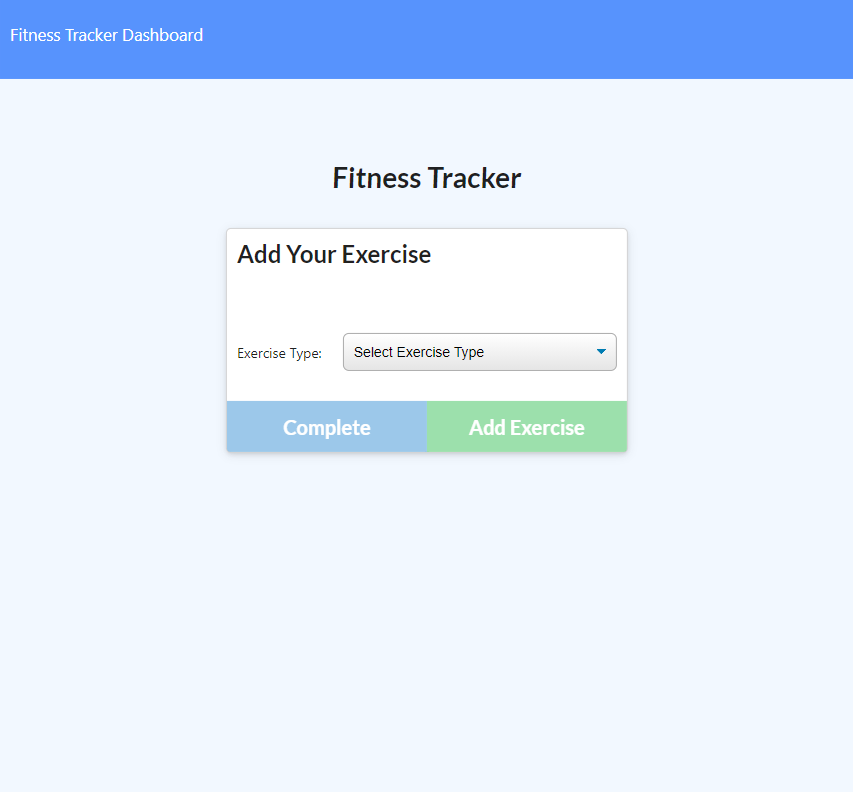 Fitness Tracker Dashboard
Fitness Tracker
Add Your Exercise
Exercise Type: Select Exercise Type
Complete Add Exercise